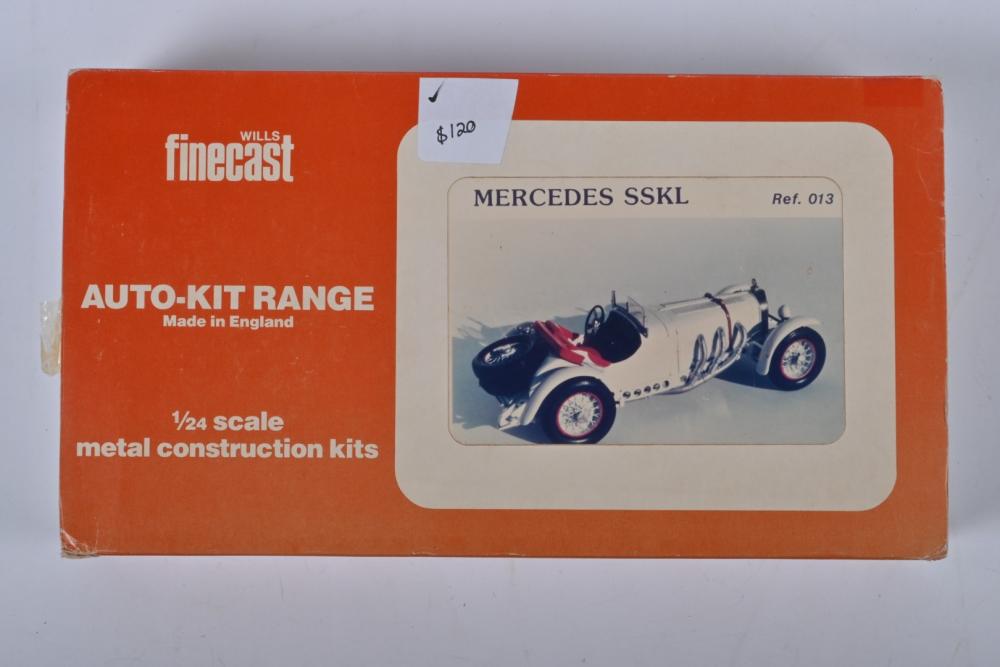 WILLS
finecast
AUTO-KIT RANGE
Made in England
1/24 scale
metal construction kits
✓
$120
MERCEDES SSKL
Ref. 013